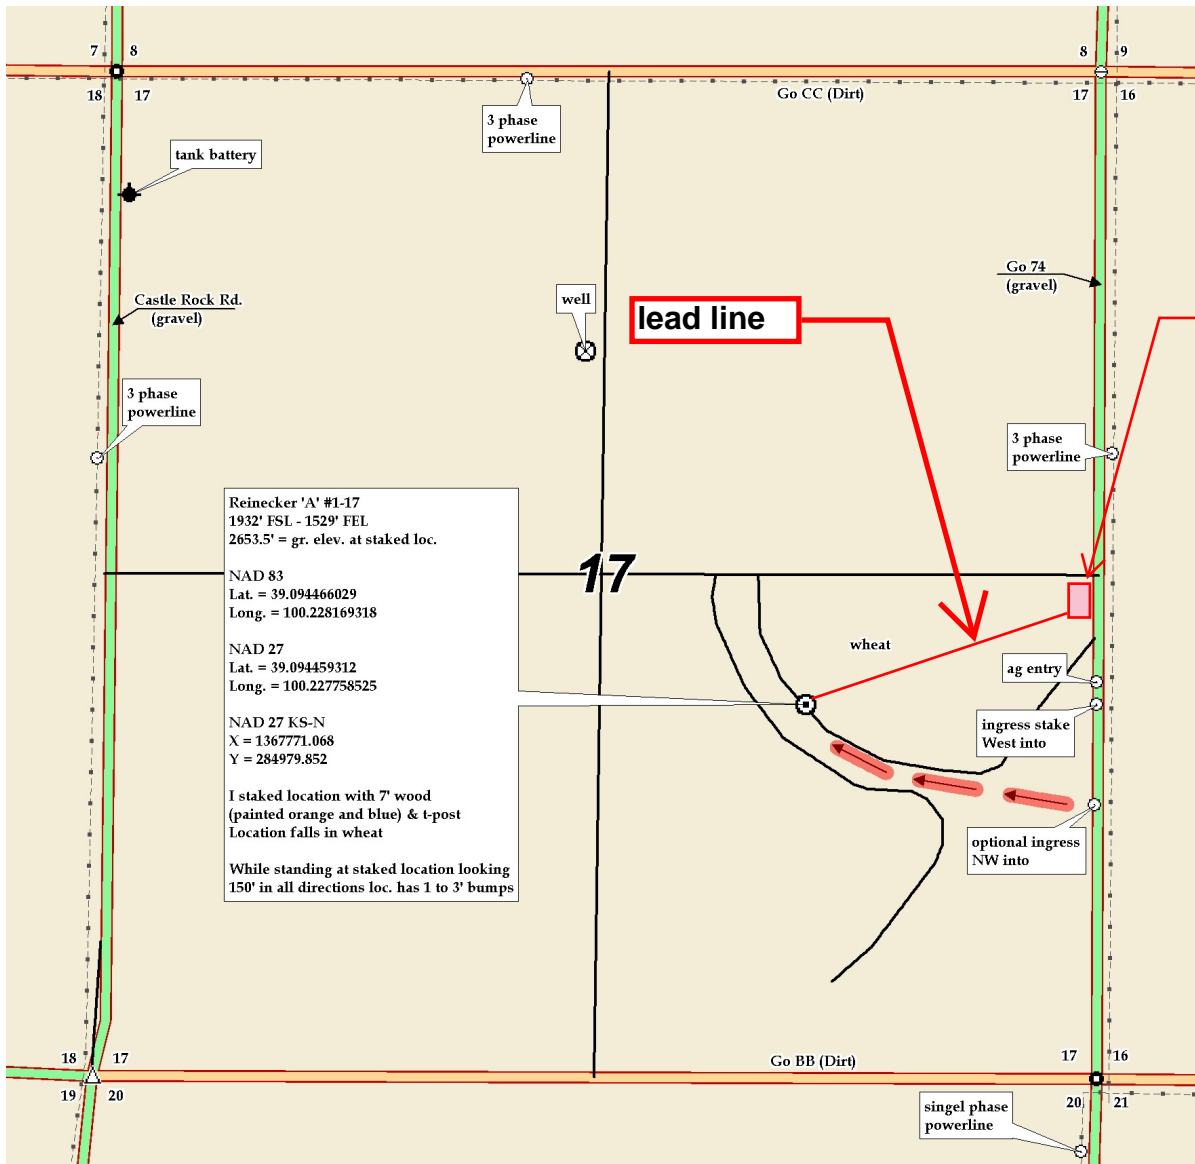 7 8
18 17
8 9
17 16
Go CC (Dirt)
3 phase
powerline
tank battery
Go 74
(gravel)
Castle Rock Rd.
(gravel)
well
lead line
3 phase
powerline
3 phase
powerline
Reinecker 'A' #1-17
1932' FSL - 1529' FEL
2653.5' = gr. elev. at staked loc.
NAD 83
Lat. = 39.094466029
Long. = 100.228169318
NAD 27
Lat. = 39.094459312
Long. = 100.227758525
NAD 27 KS-N
X = 1367771.068
Y = 284979.852
I staked location with 7' wood
(painted orange and blue) & t-post
Location falls in wheat
While standing at staked location looking
150' in all directions loc. has 1 to 3' bumps
17
wheat
ag entry
ingress stake
West into
optional ingress
NW into
18 17
19 20
Go BB (Dirt)
17 16
20 21
singel phase
powerline